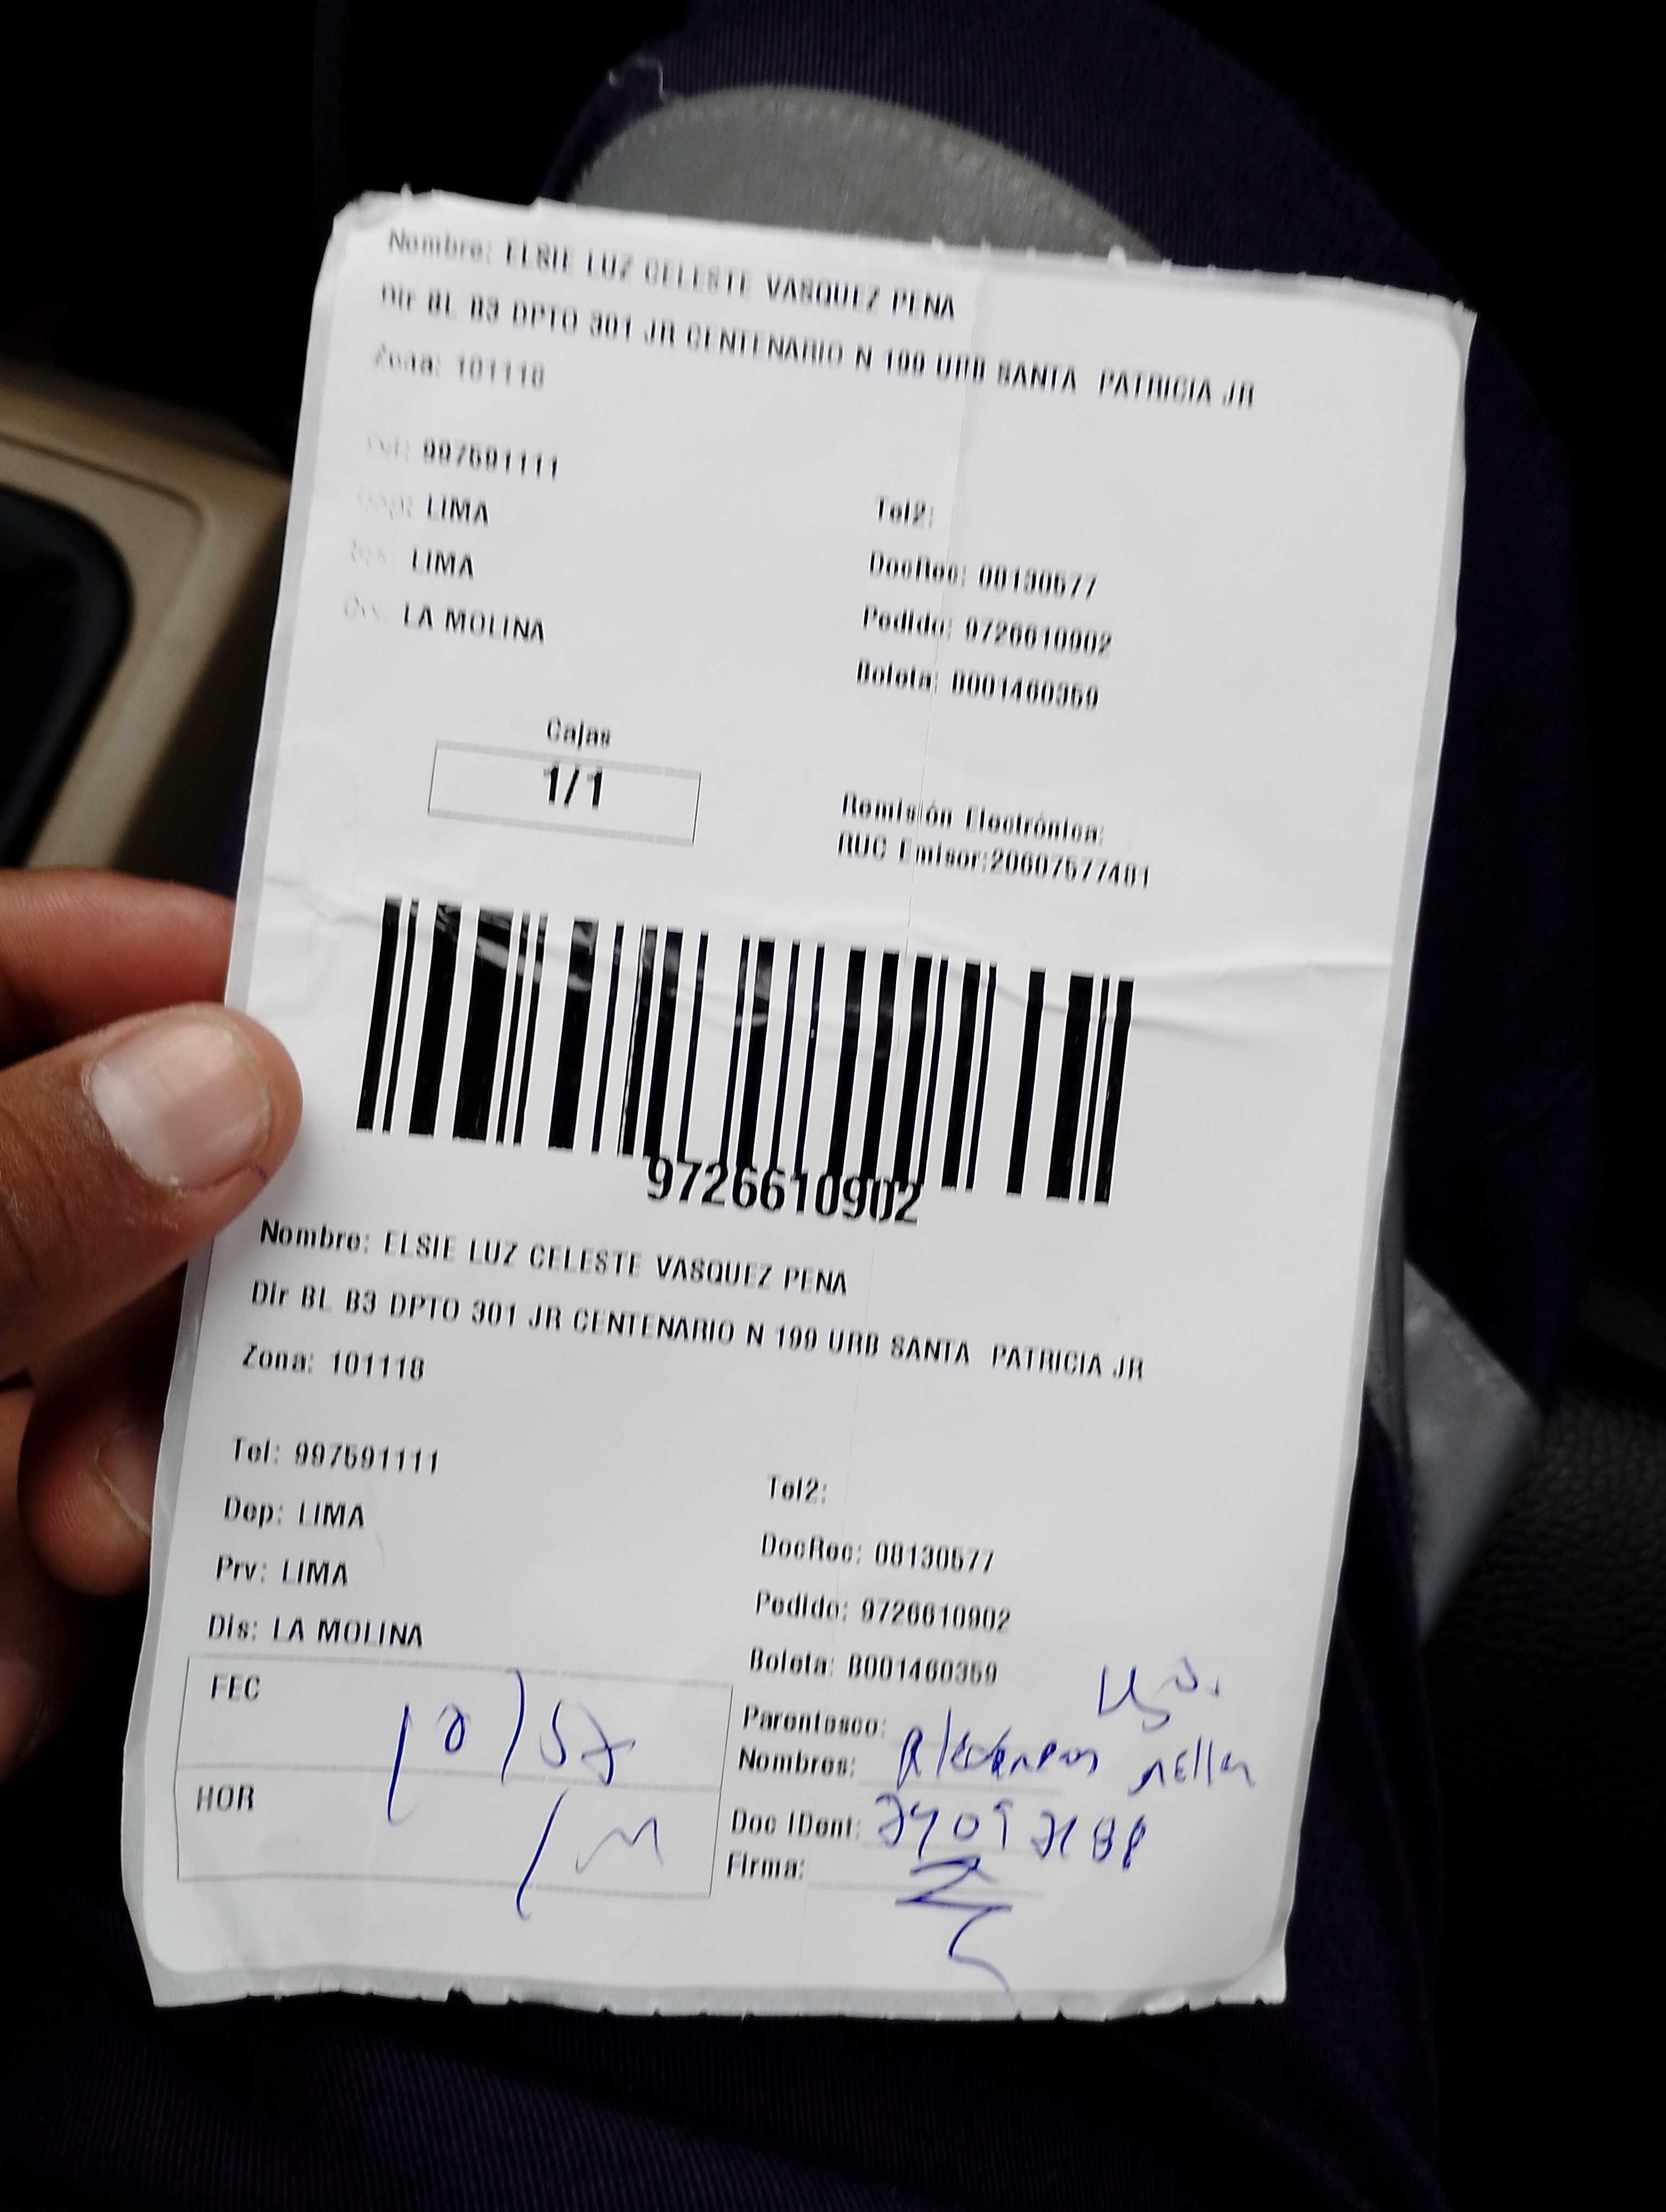 Nombre: ELSIE LUZ CELESTE VASQUEZ PENA
Dir BL B3 DPTO 301 JR CENTENARIO N 199 URB SANTA PATRICIA JR
Zona: 101118
Tel: 997591111
Tel2:
Dep: LIMA
DocRec: 08130577
Prv: LIMA
Pedido: 9726610902
Dis: LA MOLINA
Boleta: B001460359
Cajas
1/1
Remisión Electrónica:
RUC Emisor:20607577481
9726610902
Nombre: ELSIE LUZ CELESTE VASQUEZ PENA
Dir BL B3 DPTO 301 JR CENTENARIO N 199 URB SANTA PATRICIA JR
Zona: 101118
Tel: 997591111
Tel2:
Dep: LIMA
DocRec: 08130577
Prv: LIMA
Pedido: 9726610902
Dis: LA MOLINA
Boleta: B001460359
FEC
Parentesco:
Nombres:
HOR
Doc IDent:
Firma: